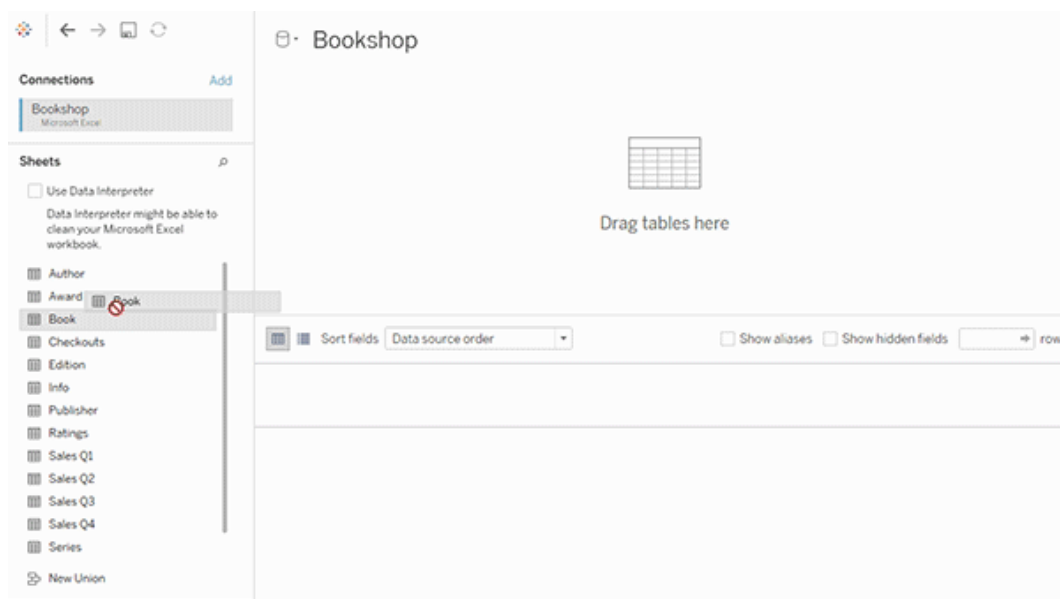 Bookshop
Connections
Add
Bookshop
Microsoft Excel
Sheets
Use Data Interpreter
Data Interpreter might be able to
clean your Microsoft Excel
workbook.
Author
Award
Book
Book
Checkouts
Edition
Info
Publisher
Ratings
Sales Q1
Sales Q2
Sales Q3
Sales Q4
Series
New Union
Drag tables here
Sort fields Data source order
Show aliases Show hidden fields row